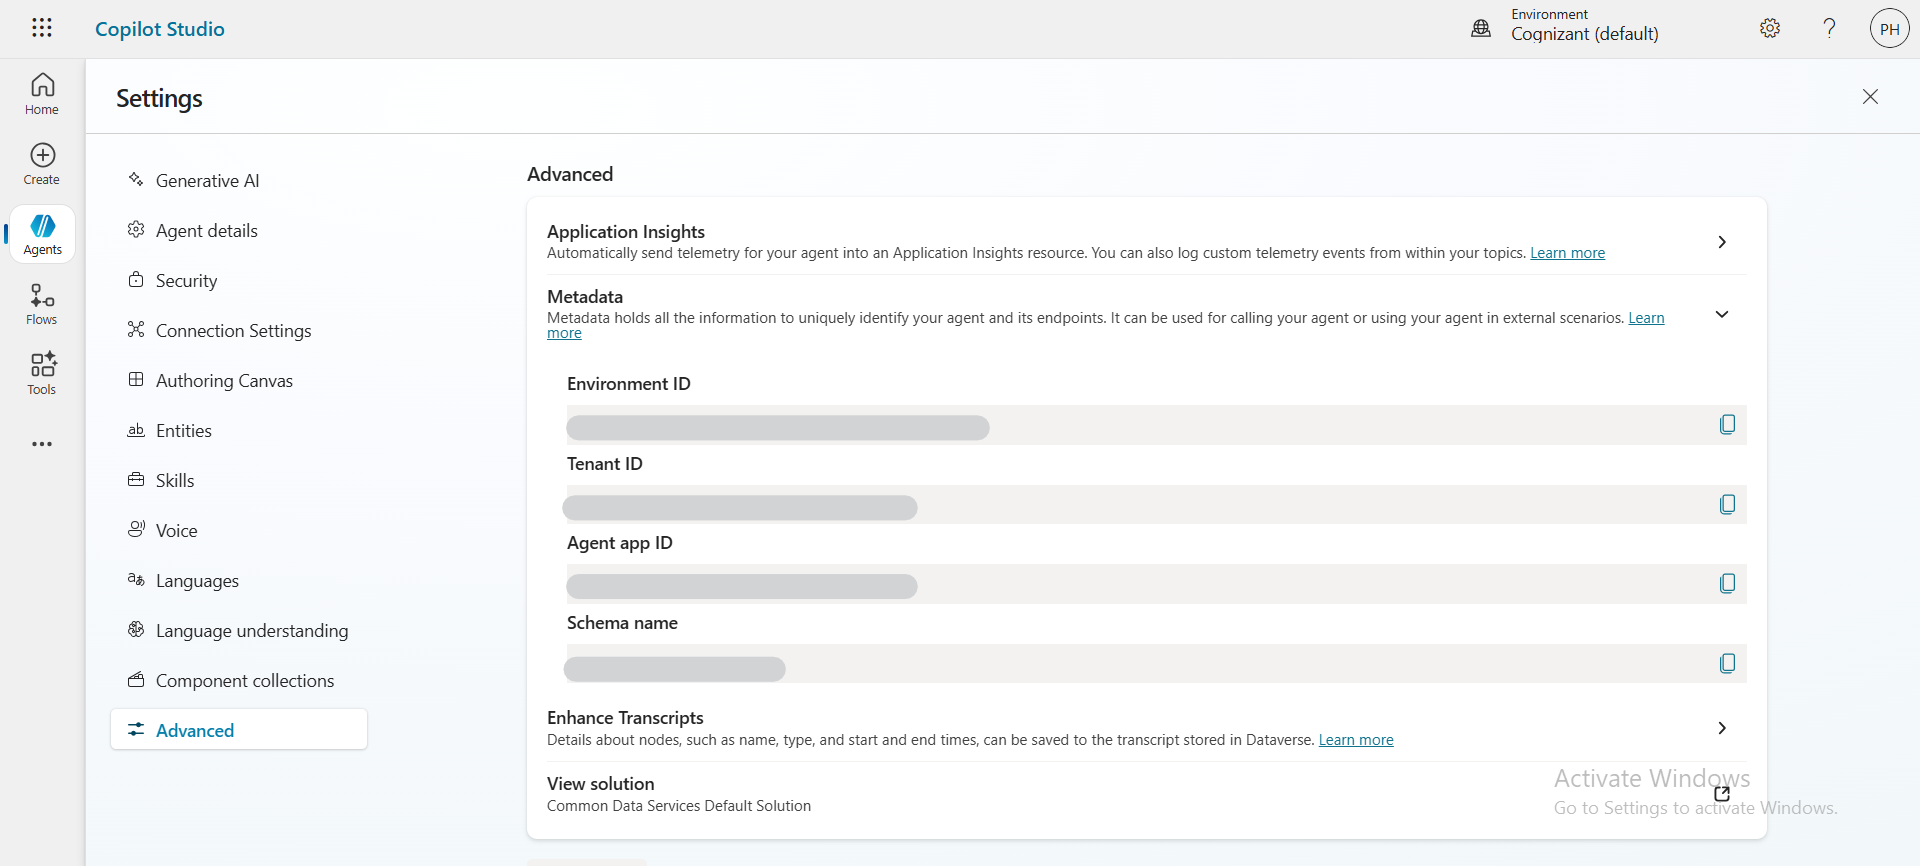 Copilot Studio
Environment
Cognizant (default)
PH
Home
Create
Agents
Flows
Tools
Settings
Generative AI
Agent details
Security
Connection Settings
Authoring Canvas
Entities
Skills
Voice
Languages
Language understanding
Component collections
Advanced
Advanced
Application Insights
Automatically send telemetry for your agent into an Application Insights resource. You can also log custom telemetry events from within your topics. Learn more
Metadata
Metadata holds all the information to uniquely identify your agent and its endpoints. It can be used for calling your agent or using your agent in external scenarios. Learn
more
Environment ID
Tenant ID
Agent app ID
Schema name
Enhance Transcripts
Details about nodes, such as name, type, and start and end times, can be saved to the transcript stored in Dataverse. Learn more
View solution
Common Data Services Default Solution
Activate Windows
Go to Settings to activate Windows.